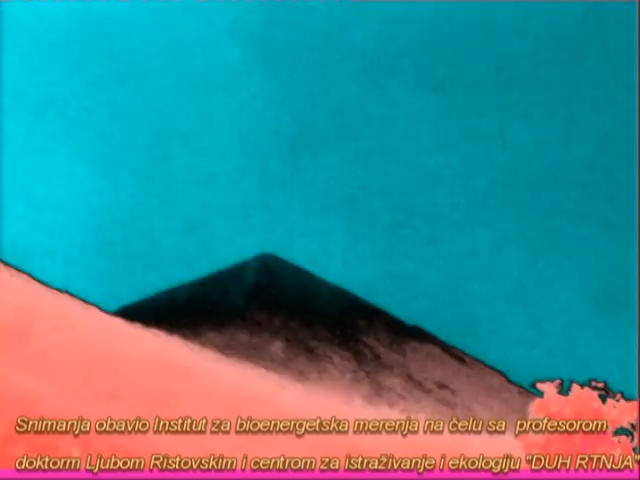 Snimanja obavio Institut za bioenergetska merenja na čelu sa profesorom
doktorm Ljubom Ristovskim i centrom za istraživanje i ekologiju "DUH RTNJA"